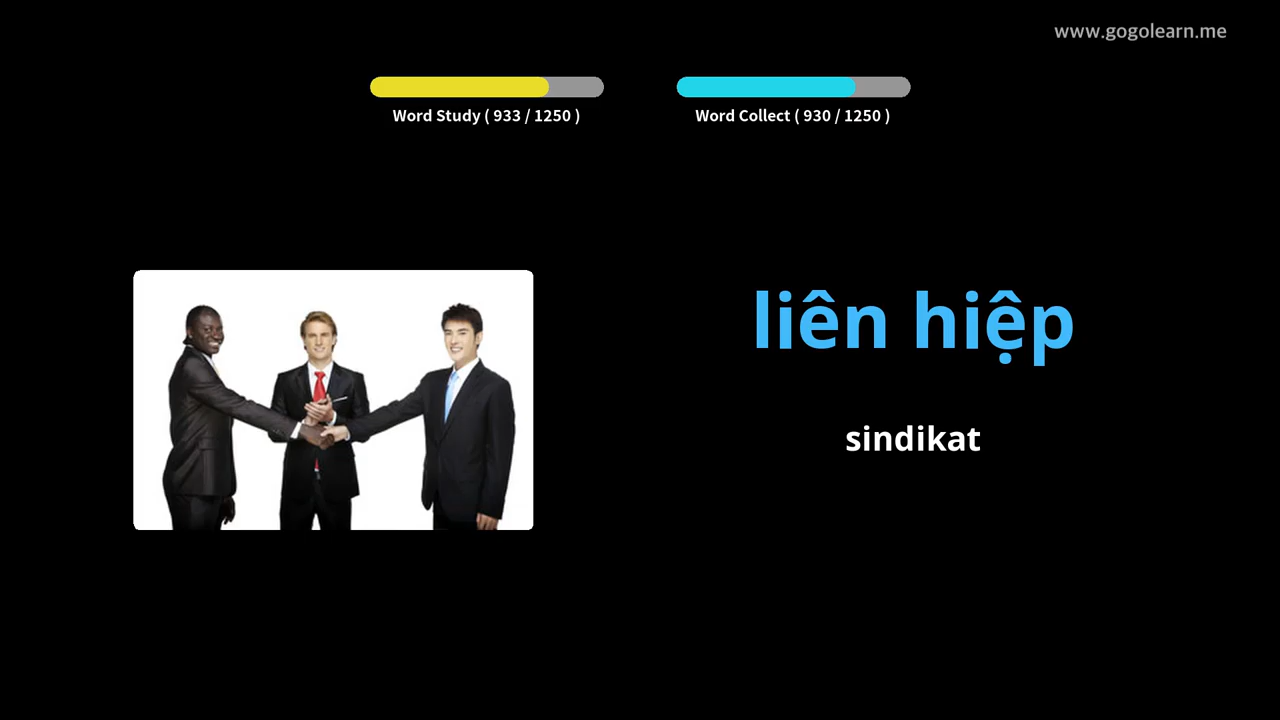 www.gogolearn.me
Word Study ( 933 / 1250 )
Word Collect ( 930 / 1250 )
liên hiệp
sindikat